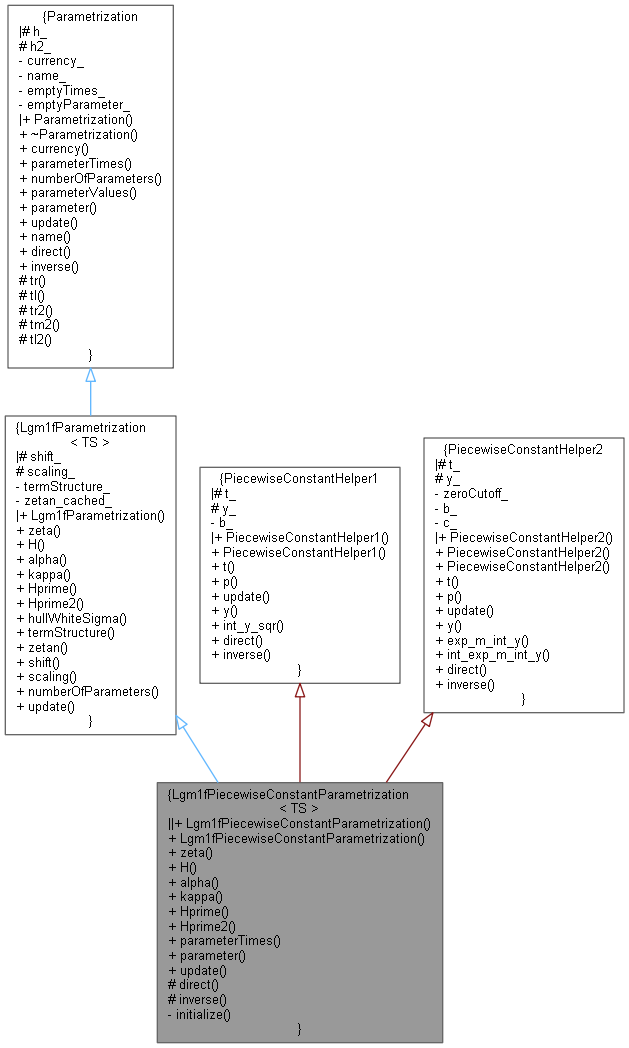 {Parametrization
|# h_
# h2_
- currency_
- name_
- emptyTimes_
- emptyParameter_
|+ Parametrization()
+ ~Parametrization()
+ currency()
+ parameterTimes()
+ numberOfParameters()
+ parameterValues()
+ parameter()
+ update()
+ name()
+ direct()
+ inverse()
# tr()
# tl()
# tr2()
# tm2()
# tl2()
}
{Lgm1fParametrization
< TS >
|# shift_
# scaling_
- termStructure_
- zetan_cached_
|+ Lgm1fParametrization()
+ zeta()
+ H()
+ alpha()
+ kappa()
+ Hprime()
+ Hprime2()
+ hullWhiteSigma()
+ termStructure()
+ zetan()
+ shift()
+ scaling()
+ numberOfParameters()
+ update()
}
{PiecewiseConstantHelper1
|# t_
# y_
- b_
|+ PiecewiseConstantHelper1()
+ PiecewiseConstantHelper1()
+ t()
+ p()
+ update()
+ y()
+ int_y_sqr()
+ direct()
+ inverse()
}
{PiecewiseConstantHelper2
|# t_
# y_
- zeroCutoff_
- b_
- c_
|+ PiecewiseConstantHelper2()
+ PiecewiseConstantHelper2()
+ PiecewiseConstantHelper2()
+ t()
+ p()
+ update()
+ y()
+ exp_m_int_y()
+ int_exp_m_int_y()
+ direct()
+ inverse()
}
{Lgm1fPiecewiseConstantParametrization
< TS >
||+ Lgm1fPiecewiseConstantParametrization()
+ Lgm1fPiecewiseConstantParametrization()
+ zeta()
+ H()
+ alpha()
+ kappa()
+ Hprime()
+ Hprime2()
+ parameterTimes()
+ parameter()
+ update()
# direct()
# inverse()
- initialize()
}